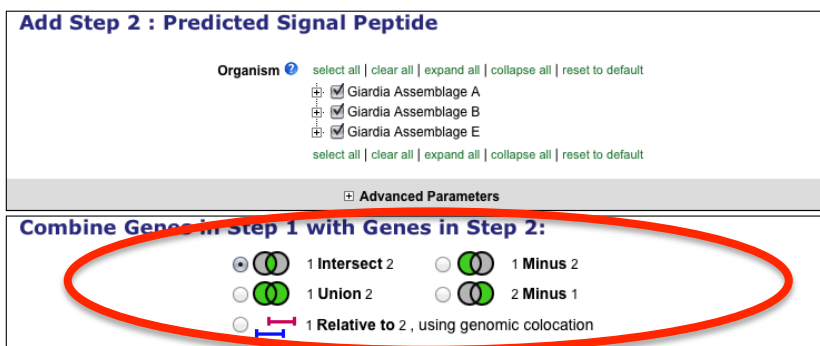 Add Step 2 : Predicted Signal Peptide
Organism ? select all | clear all | expand all | collapse all | reset to default
Giardia Assemblage A
Giardia Assemblage B
Giardia Assemblage E
select all | clear all | expand all | collapse all | reset to default
Advanced Parameters
Combine Genes in Step 1 with Genes in Step 2:
1 Intersect 2 1 Minus 2
1 Union 2 2 Minus 1
1 Relative to 2 , using genomic colocation